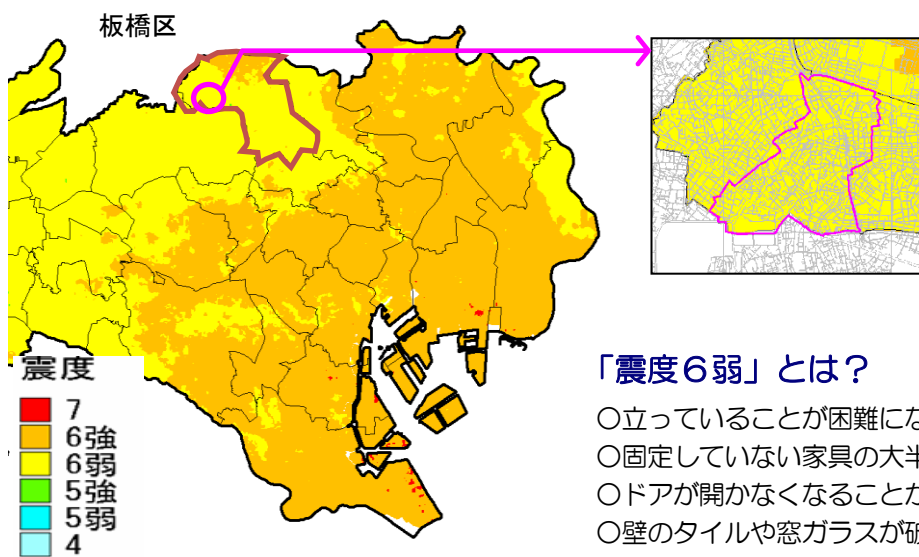 板橋区
震度
7
6強
6弱
5強
5弱
4
「震度6弱」とは？
○立っていることが困難にな
○固定していない家具の大半
○ドアが開かなくなることが
○壁のタイルや窓ガラスが破